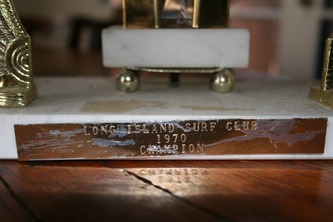 LONG ISLAND SURF CLUB
1970
CHAMPION